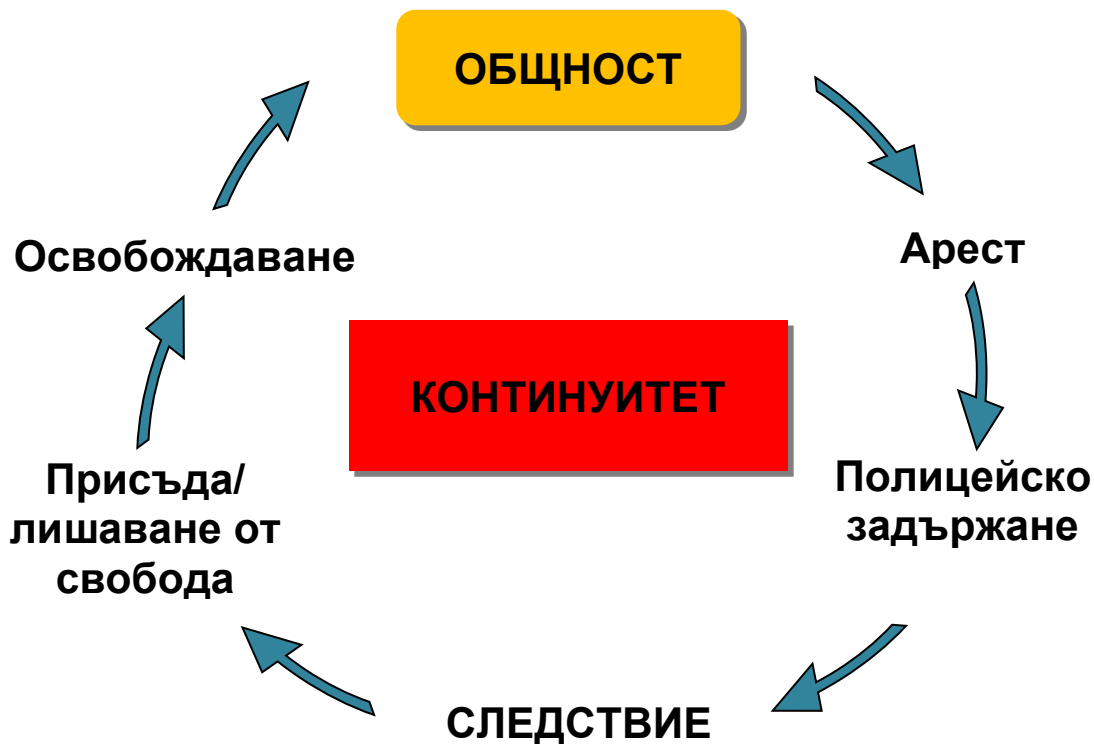 ОБЩНОСТ
Арест
Полицейско
задържане
СЛЕДСТВИЕ
Присъда/
лишаване от
свобода
Освобождаване
КОНТИНУИТЕТ